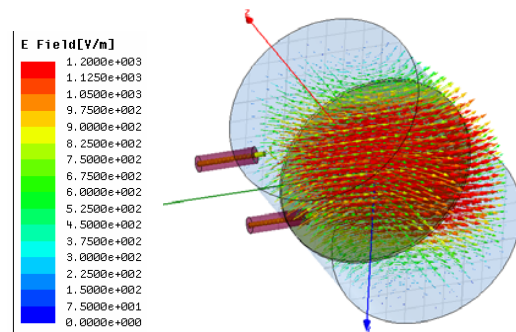 E Field[V/m]
1.2000e+003
1.1250e+003
1.0500e+003
9.7500e+002
9.0000e+002
8.2500e+002
7.5000e+002
6.7500e+002
6.0000e+002
5.2500e+002
4.5000e+002
3.7500e+002
3.0000e+002
2.2500e+002
1.5000e+002
7.5000e+001
0.0000e+000
Z